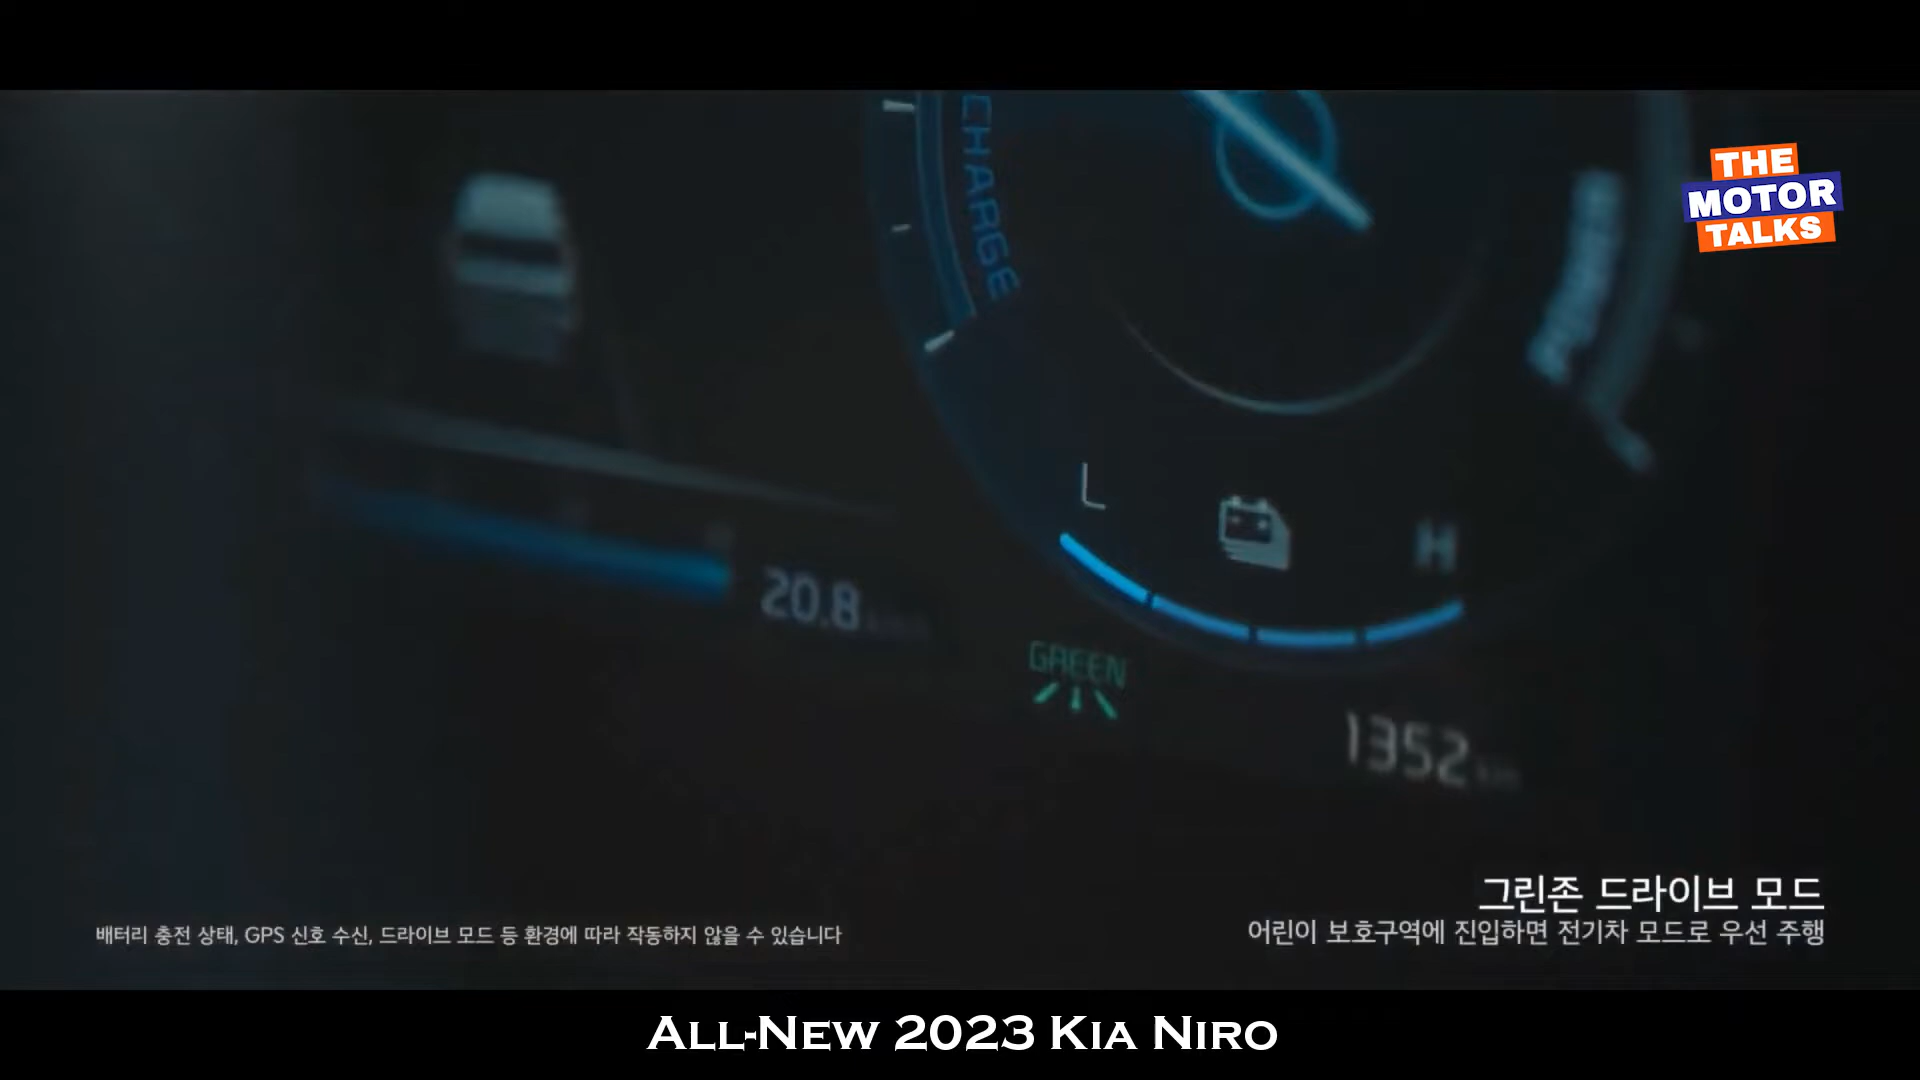 CHARGE
THE
MOTOR
TALKS
L
H
20.8
GREEN
1352 km
그린존 드라이브 모드
어린이 보호구역에 진입하면 전기차 모드로 우선 주행
배터리 충전 상태, GPS 신호 수신, 드라이브 모드 등 환경에 따라 작동하지 않을 수 있습니다
ALL-NEW 2023 KIA NIRO